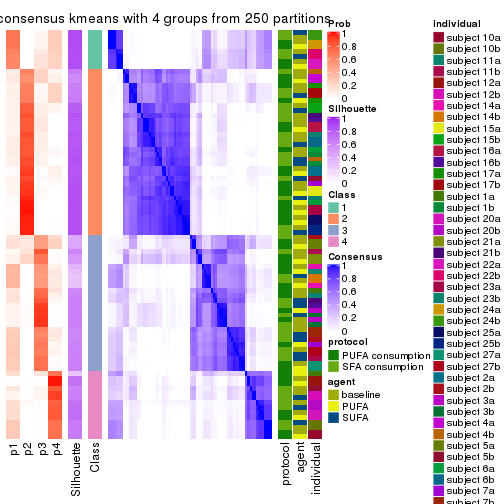 consensus kmeans with 4 groups from 250 partitions
Prob
1
0.8
0.6
0.4
0.2
0
Silhouette
1
0.8
0.6
0.4
0.2
0
Class
1
2
3
4
Consensus
1
0.8
0.6
0.4
0.2
0
protocol
PUFA consumption
SFA consumption
agent
baseline
PUFA
SUFA
individual
subject 10a
subject 10b
subject 11a
subject 11b
subject 12a
subject 12b
subject 14a
subject 14b
subject 15a
subject 15b
subject 16a
subject 16b
subject 17a
subject 17b
subject 1a
subject 1b
subject 20a
subject 20b
subject 21a
subject 21b
subject 22a
subject 22b
subject 23a
subject 23b
subject 24a
subject 24b
subject 25a
subject 25b
subject 27a
subject 27b
subject 2a
subject 2b
subject 3a
subject 3b
subject 4a
subject 4b
subject 5a
subject 5b
subject 6a
subject 6b
subject 7a
subject 7b
p1
p2
p3
p4
Silhouette
Class
protocol
agent
individual